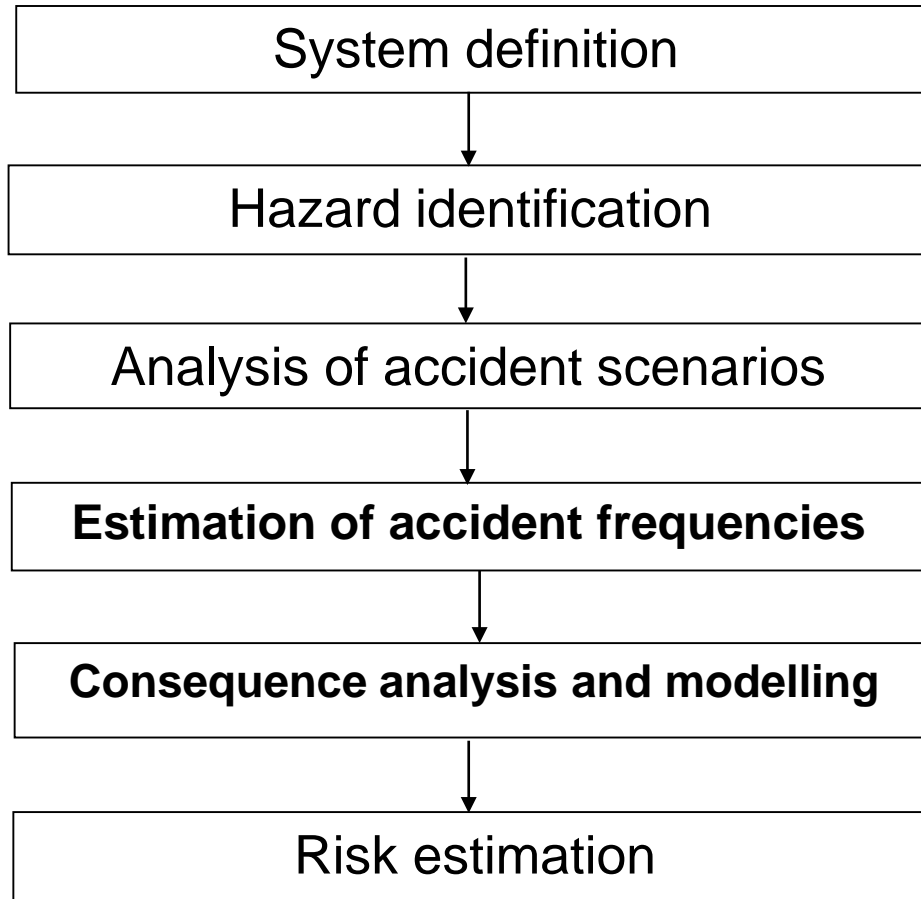 System definition
Hazard identification
Analysis of accident scenarios
Estimation of accident frequencies
Consequence analysis and modelling
Risk estimation